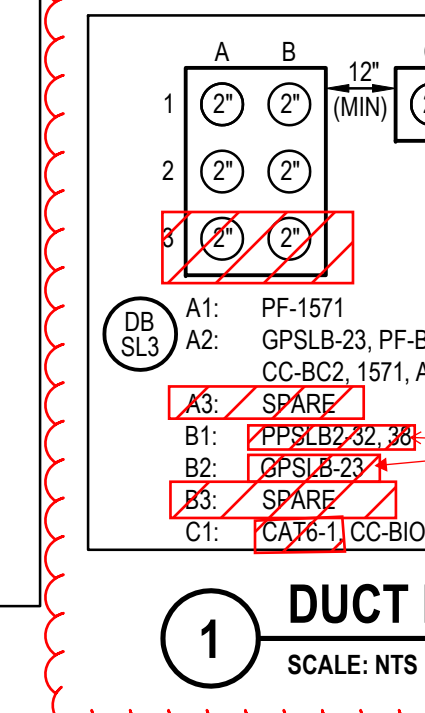 A B
12"
1 2" 2" (MIN)
2 2" 2"
3 2" 2"
DB
SL3
A1: PF-1571
A2: GPSLB-23, PF-B
CC-BC2, 1571, A
A3: SPARE
B1: PPSLB2-32, 38
B2: GPSLB-23
B3: SPARE
C1: CAT6-1, CC-BIO
1
DUCT
SCALE: NTS